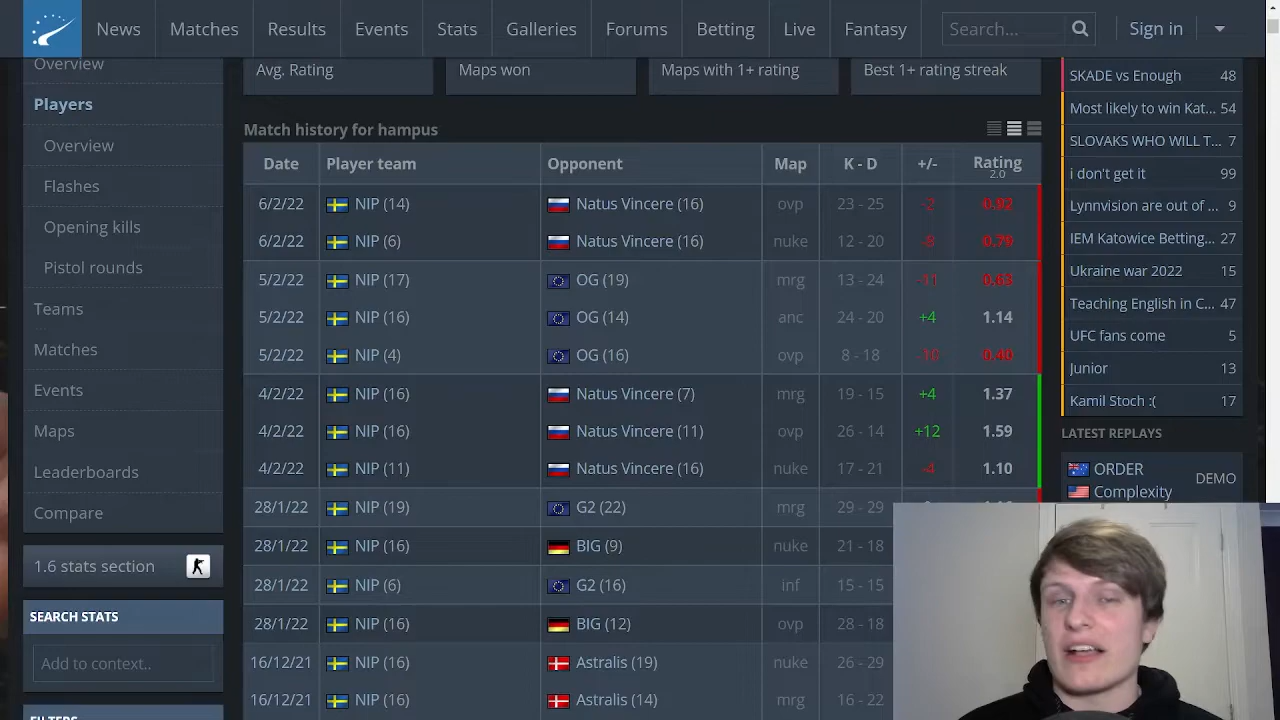 News Matches Results Events Stats Galleries Forums Betting Live Fantasy Search... Sign in
Overview
Players
Overview
Flashes
Opening kills
Pistol rounds
Teams
Matches
Events
Maps
Leaderboards
Compare
1.6 stats section
SEARCH STATS
Add to context..
FILTERS
Avg. Rating Maps won Maps with 1+ rating Best 1+ rating streak
Match history for hampus
Date Player team Opponent Map K - D +/- Rating
2.0
6/2/22 NIP (14) Natus Vincere (16) ovp 23 - 25 -2 0.92
6/2/22 NIP (6) Natus Vincere (16) nuke 12 - 20 -8
5/2/22 NIP (17) OG (19) mrg 13 - 24 -11
5/2/22 NIP (16) OG (14) anc 24 - 20 +4 1.14
5/2/22 NIP (4) OG (16) ovp 8 - 18 -10
4/2/22 NIP (16) Natus Vincere (7) mrg 19 - 15 +4 1.37
4/2/22 NIP (16) Natus Vincere (11) ovp 26 - 14 +12 1.59
4/2/22 NIP (11) Natus Vincere (16) nuke 17 - 21 -4 1.10
28/1/22 NIP (19) G2 (22) mrg 29 - 29
28/1/22 NIP (16) BIG (9) nuke 21 - 18
28/1/22 NIP (6) G2 (16) inf 15 - 15
28/1/22 NIP (16) BIG (12) ovp 28 - 18
16/12/21 NIP (16) Astralis (19) nuke 26 - 29
16/12/21 NIP (16) Astralis (14) mrg 16 - 22
SKADE vs Enough 48
Most likely to win Kat... 54
SLOVAKS WHO WILL T... 7
i don't get it 99
Lynnvision are out of ... 9
IEM Katowice Betting... 27
Ukraine war 2022 15
Teaching English in C... 47
UFC fans come 5
Junior 13
Kamil Stoch :( 17
LATEST REPLAYS
ORDER
DEMO
Complexity